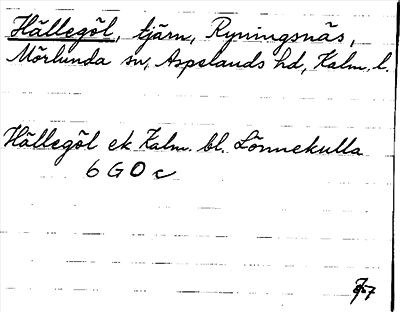 Hällegöl, tjärn, Ryningsnäs,
Mörlunda sn, Aspelands hd, Kalm. l.
Hällegöl ek Kalm. bl. Lönnekulla
6 G 0 c